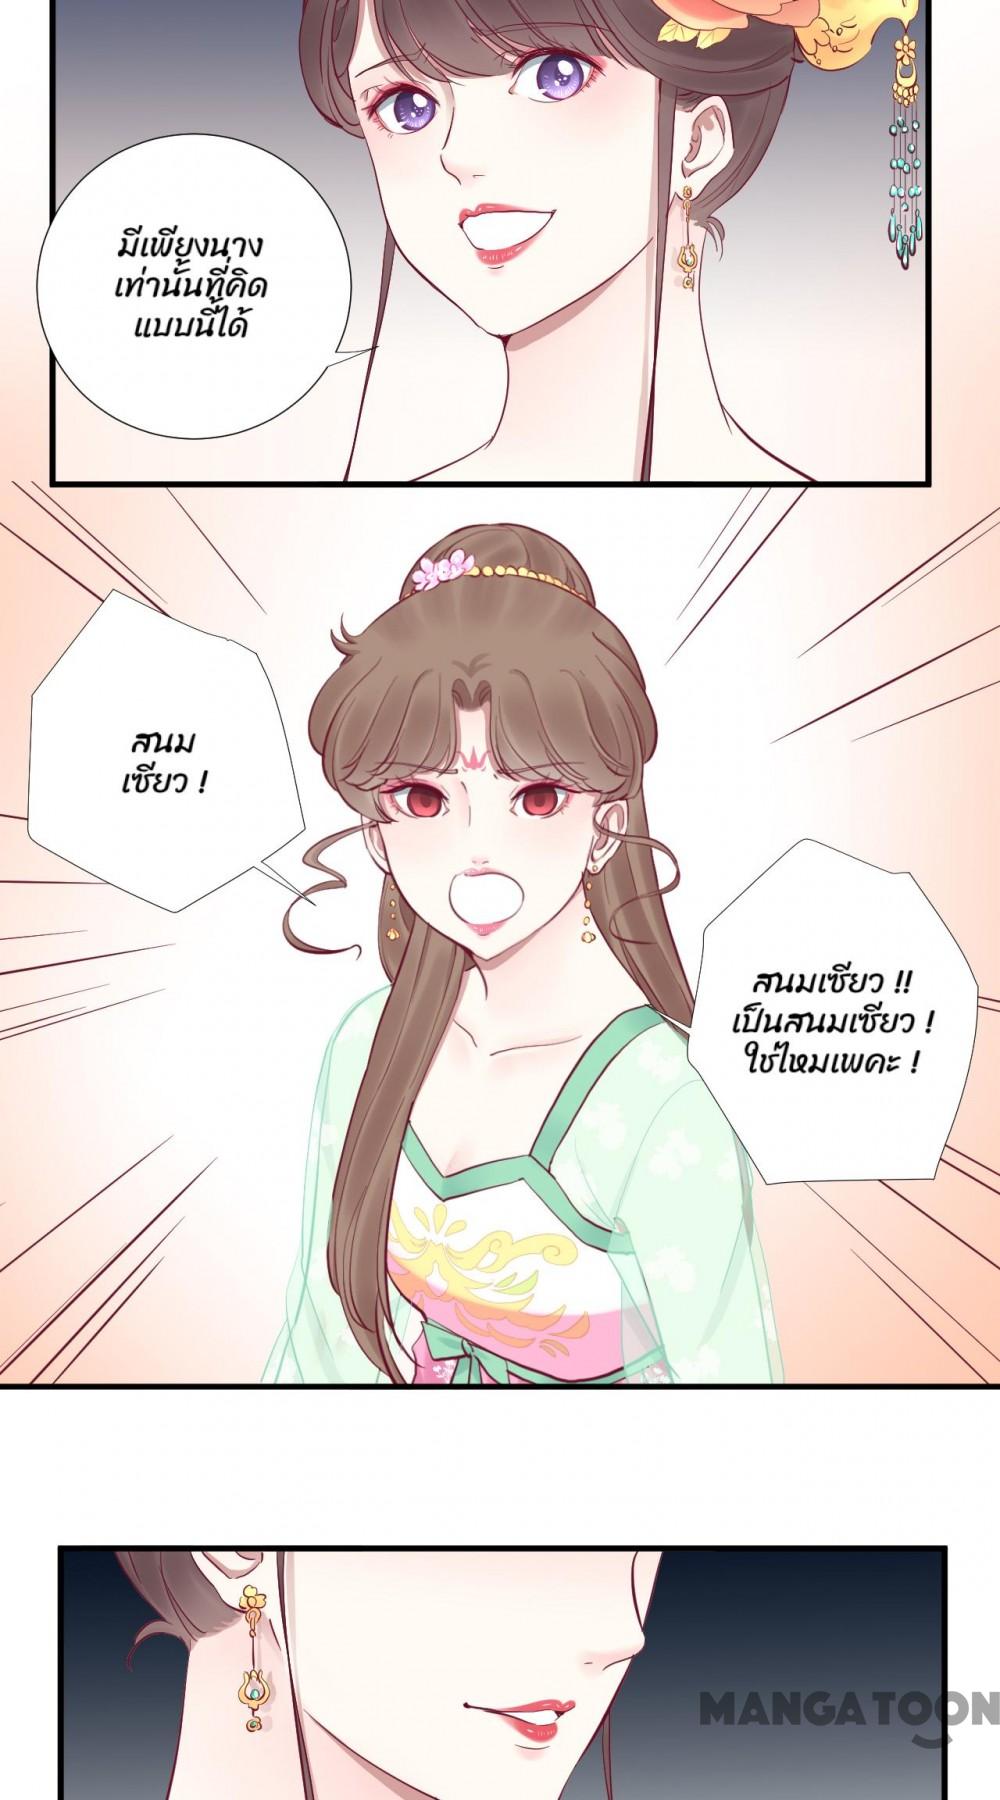 มีเพียงนาง
เท่านั้นที่คิด
แบบนี้ได้
สนม
เซียว !
สนมเซียว !!
เป็นสนมเซียว !
ใช่ไหมเพคะ !
MANGATOON